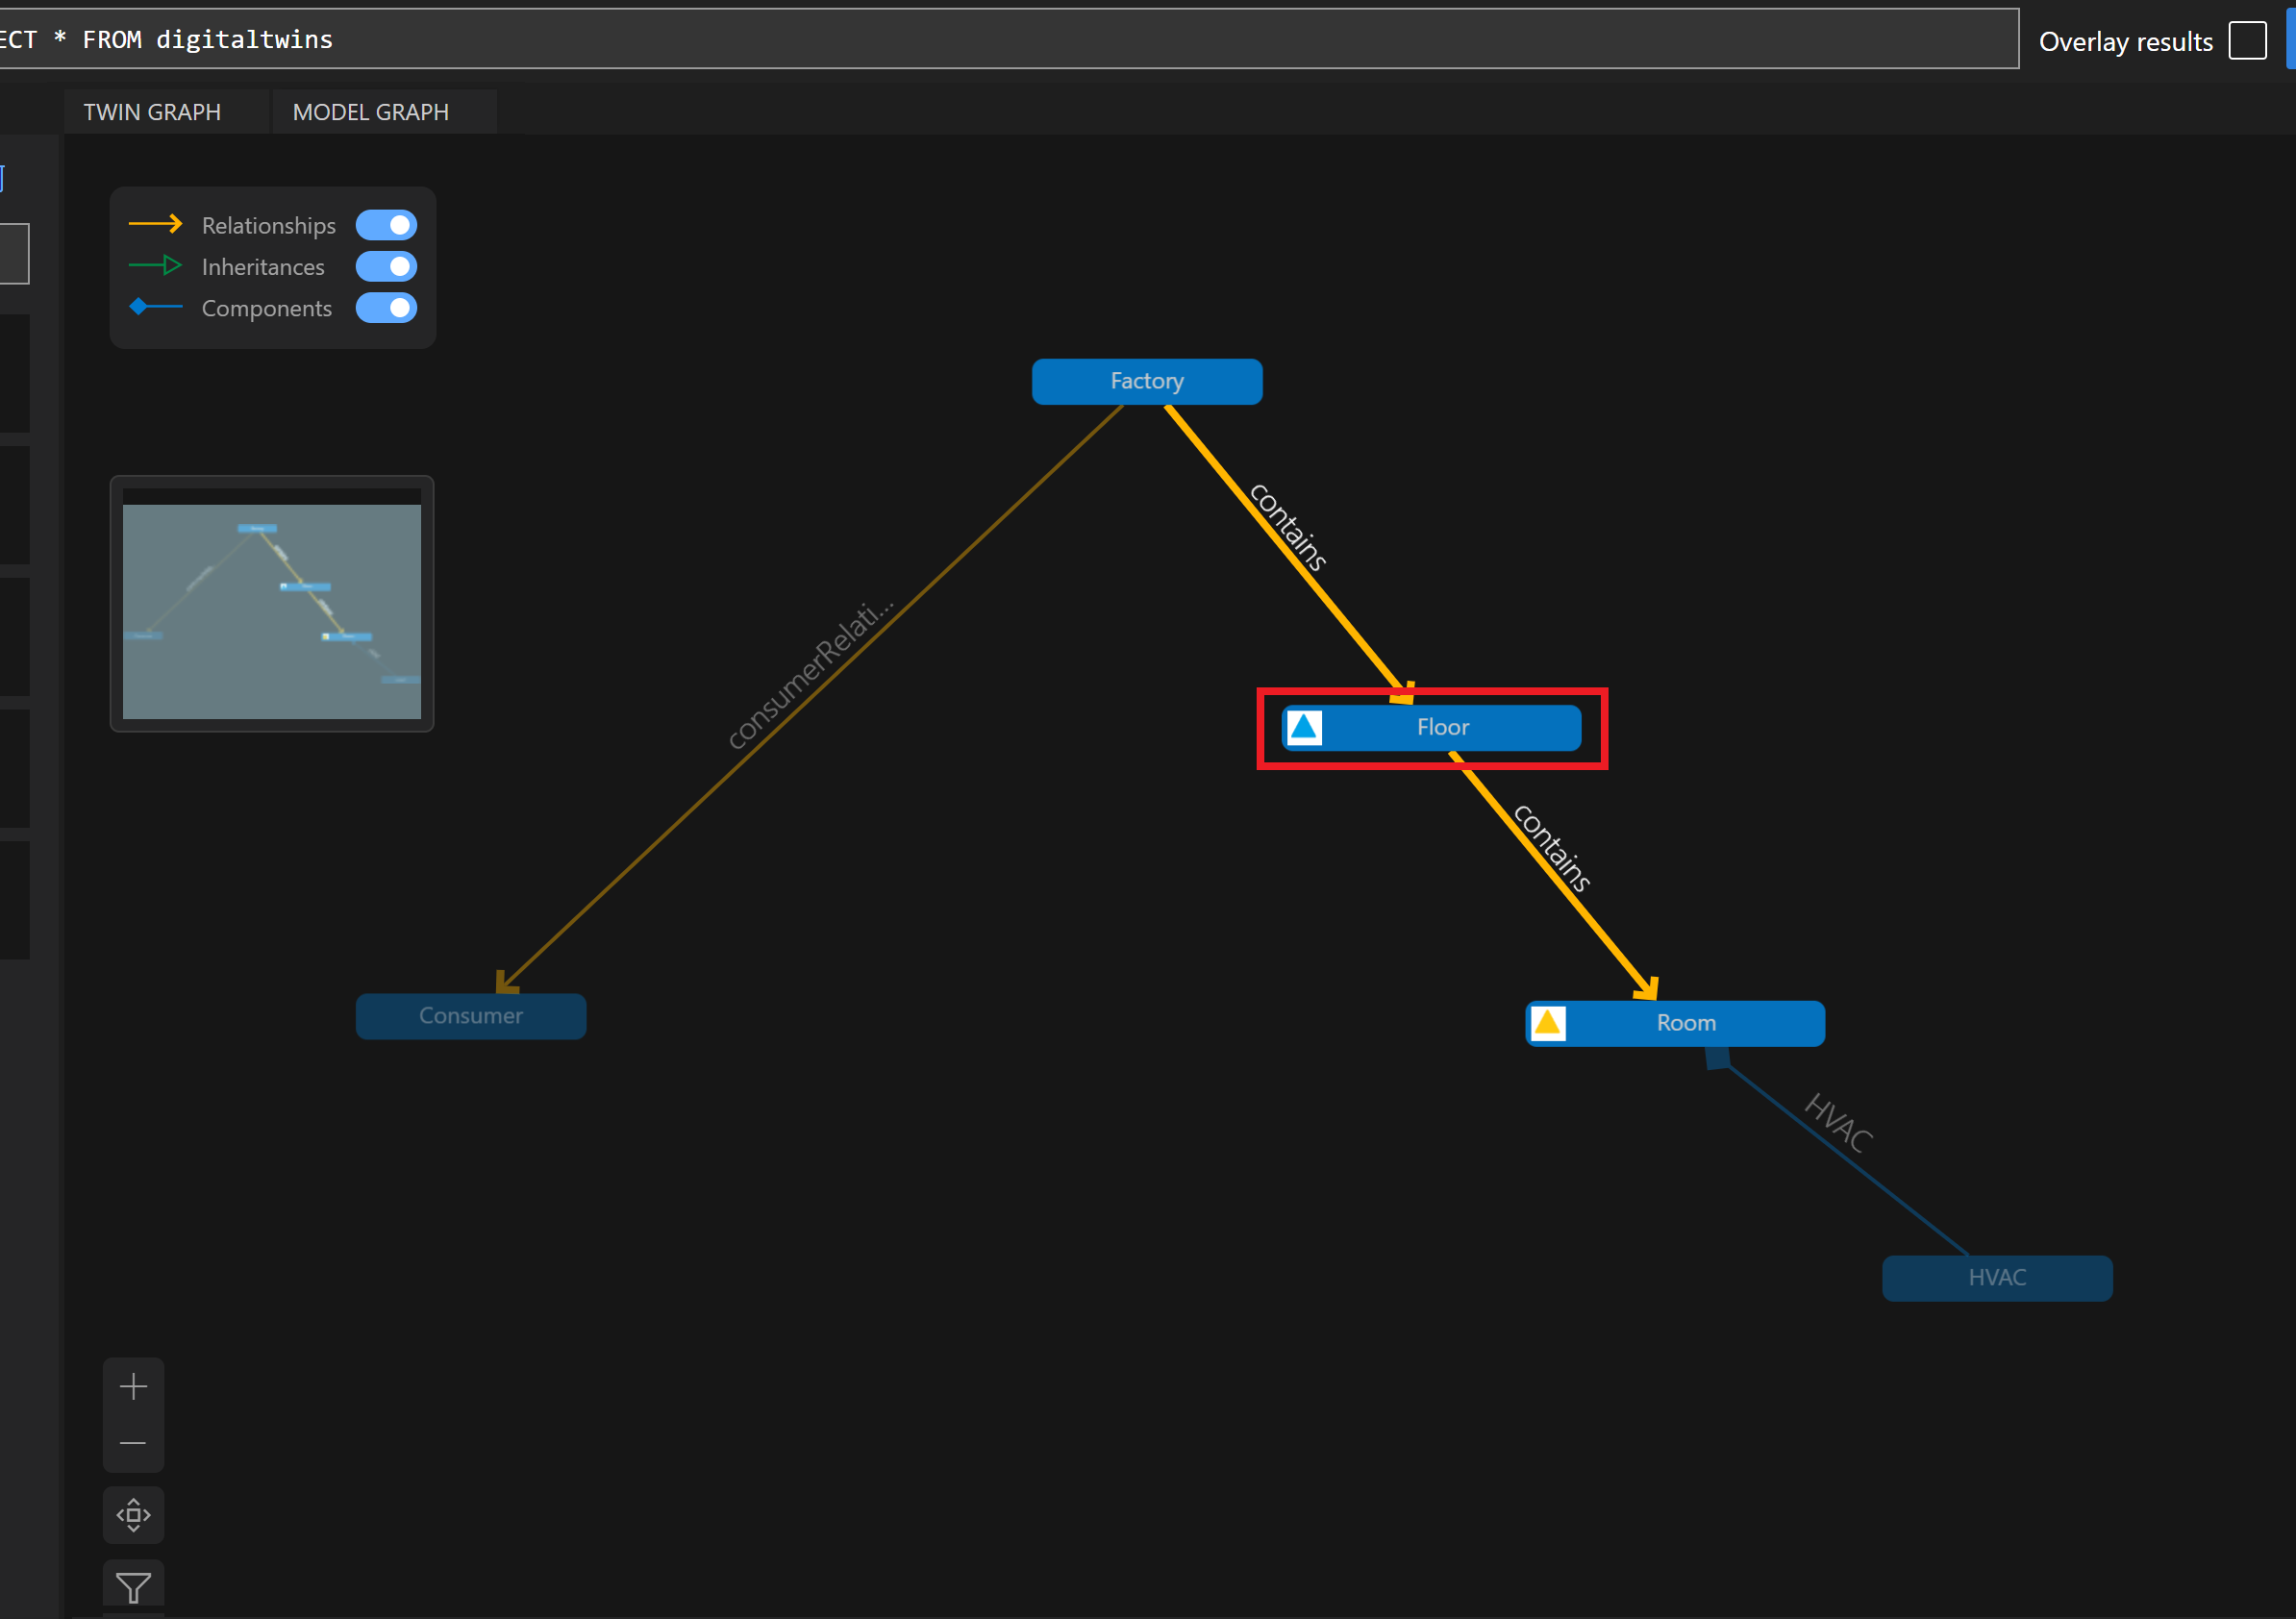 ECT * FROM digitaltwins
Overlay results
TWIN GRAPH
MODEL GRAPH
Relationships
Inheritances
Components
Factory
contains
consumerRelati...
Floor
contains
Consumer
Room
HVAC
HVAC